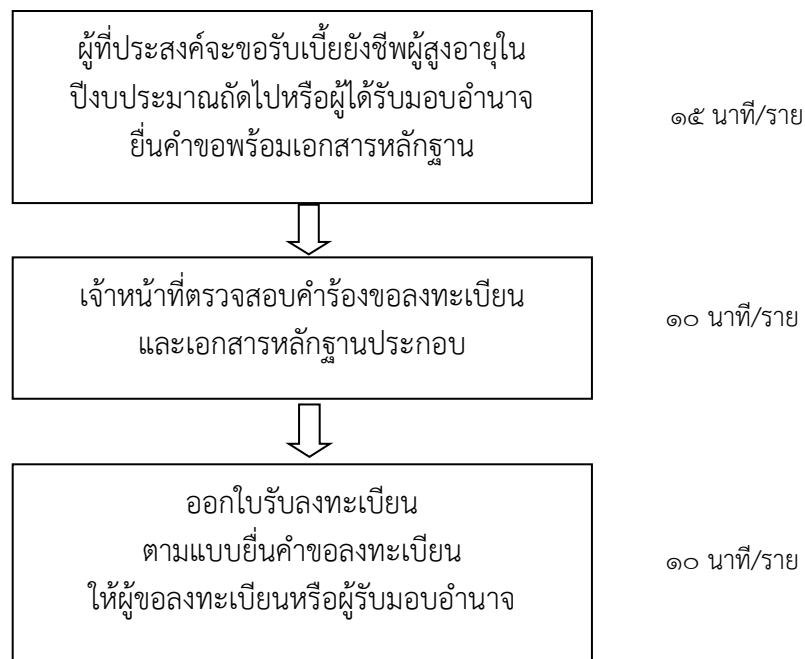 ผู้ที่ประสงค์จะขอรับเบี้ยยังชีพผู้สูงอายุใน
ปีงบประมาณถัดไปหรือผู้ได้รับมอบอำนาจ
ยื่นคำขอพร้อมเอกสารหลักฐาน
๑๕ นาที/ราย
เจ้าหน้าที่ตรวจสอบคำร้องขอลงทะเบียน
และเอกสารหลักฐานประกอบ
๑๐ นาที/ราย
ออกใบรับลงทะเบียน
ตามแบบยื่นคำขอลงทะเบียน
ให้ผู้ขอลงทะเบียนหรือผู้รับมอบอำนาจ
๑๐ นาที/ราย